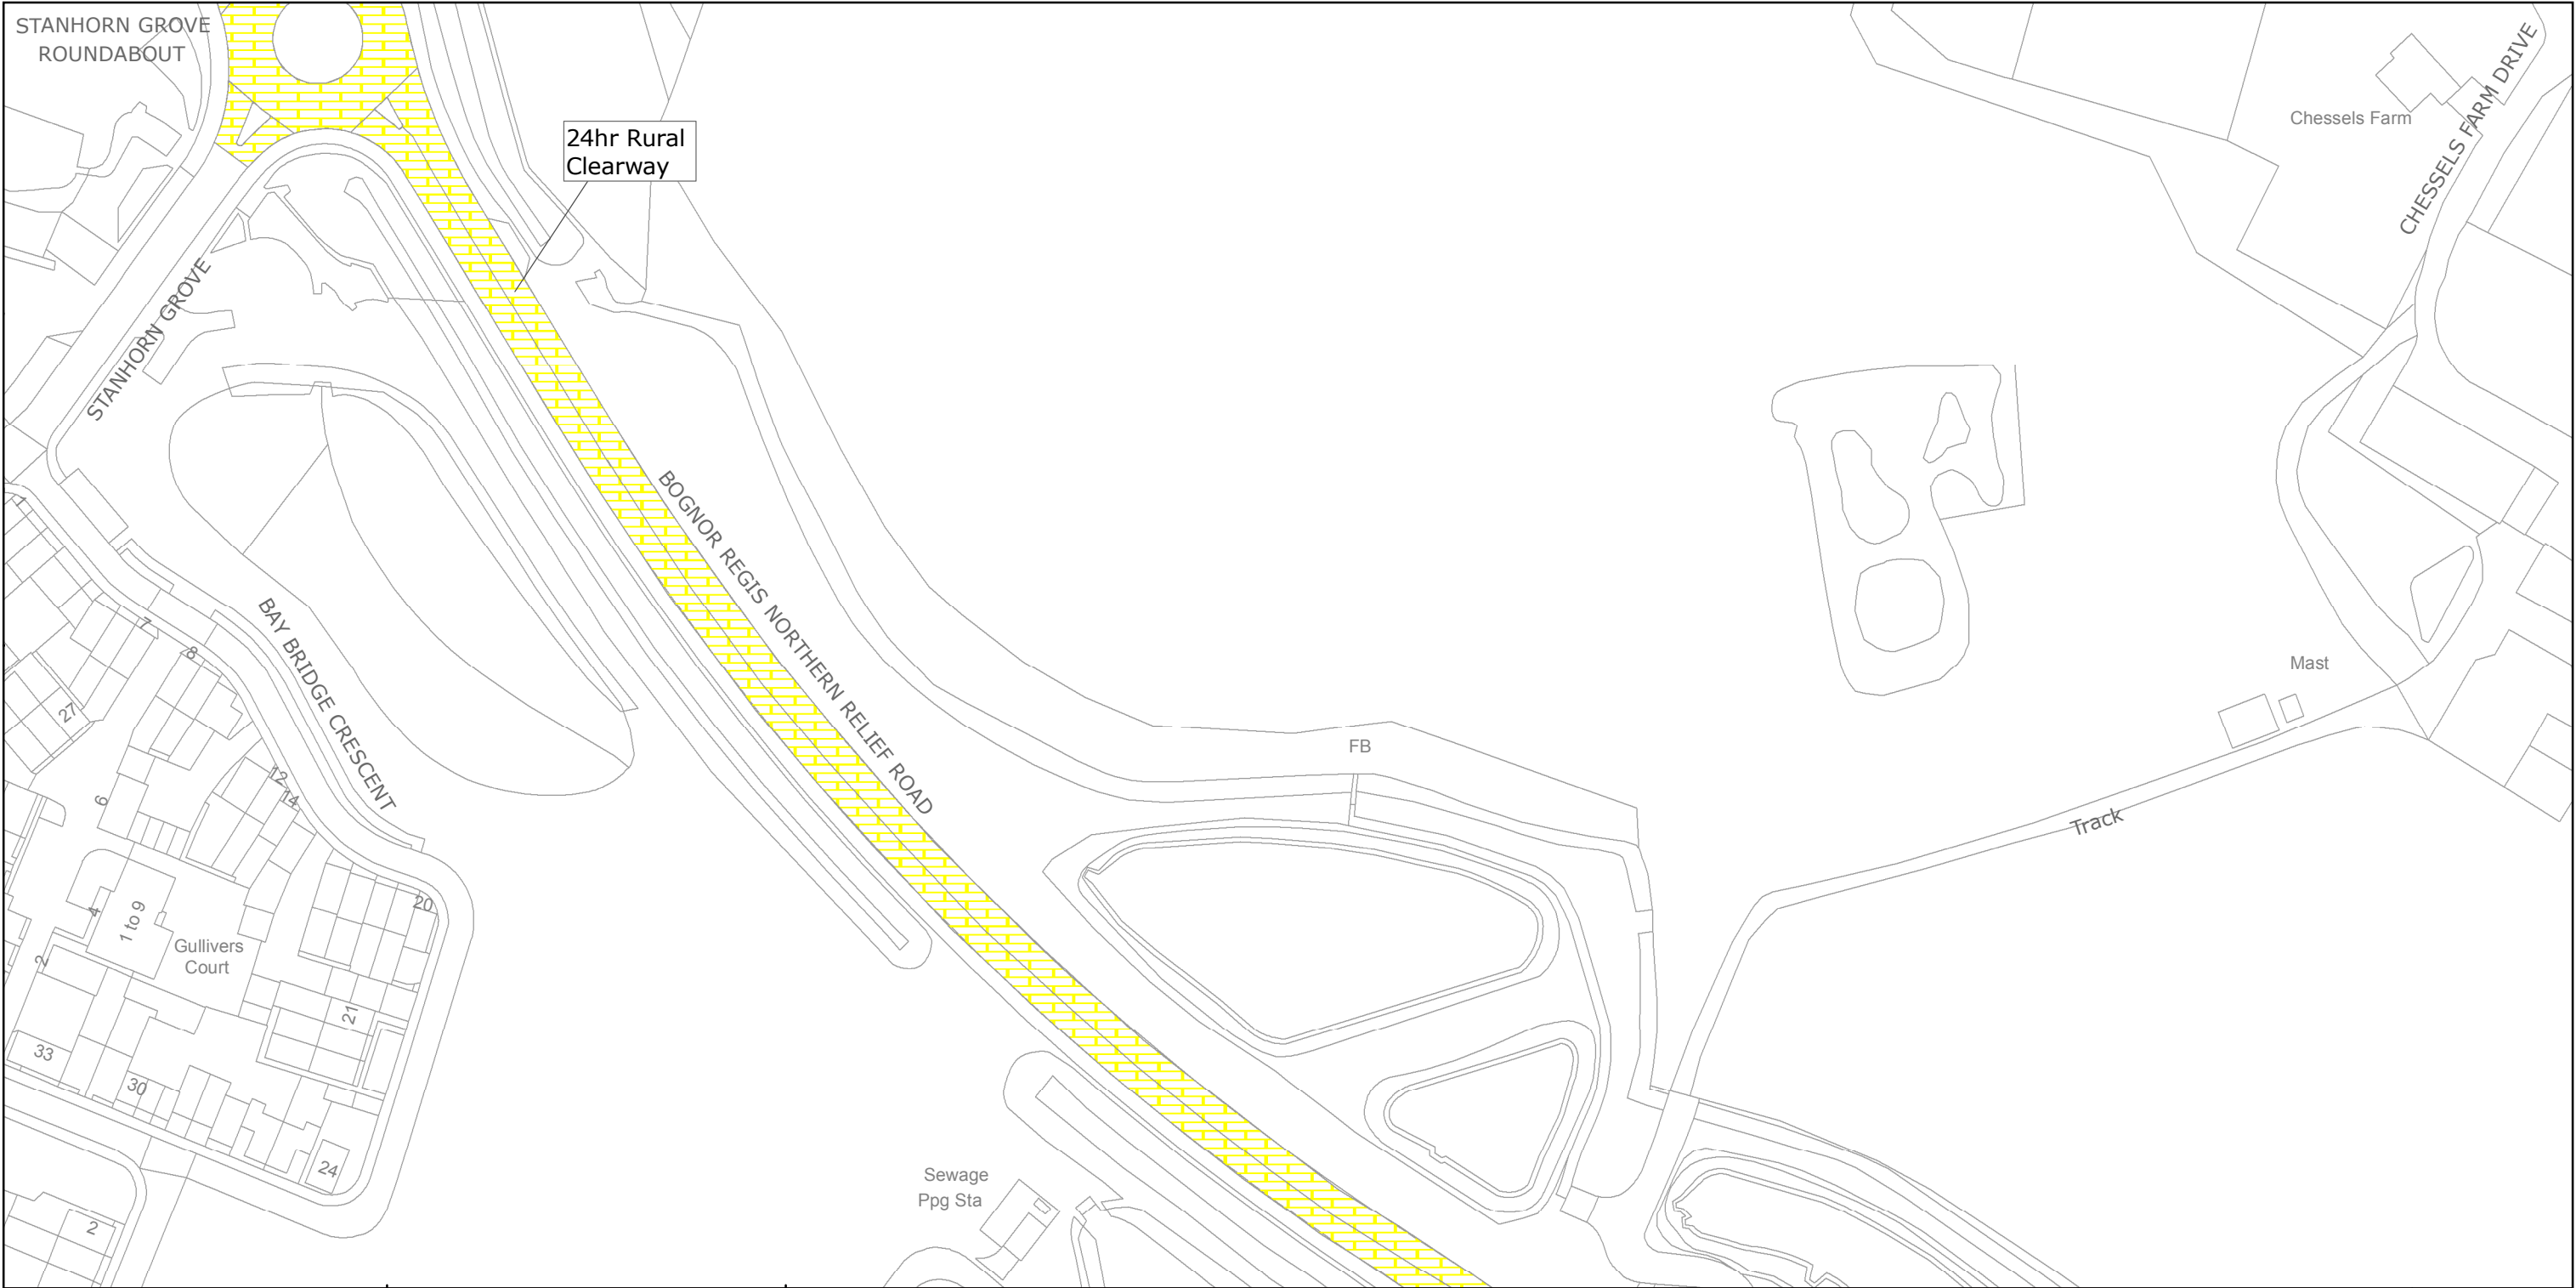 STANHORN GROVE
ROUNDABOUT
24hr Rural
Clearway
Chessels Farm
CHESSELS FARM DRIVE
STANHORN GROVE
BOGNOR REGIS NORTHERN RELIEF ROAD
1
7
8
BAY BRIDGE CRESCENT
27
Mast
FB
12
14
6
Track
20
4
1 to 9
Gullivers
Court
2
21
33
30
24
Sewage
Ppg Sta
2